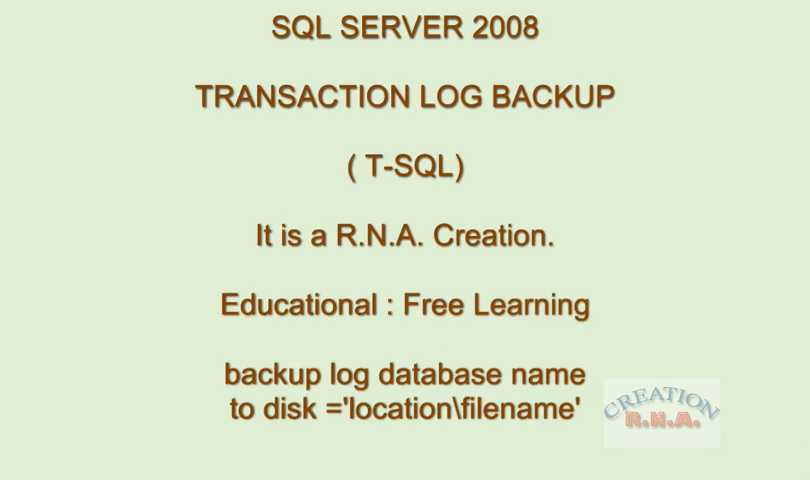 SQL SERVER 2008
TRANSACTION LOG BACKUP
( T-SQL)
It is a R.N.A. Creation.
Educational : Free Learning
backup log database name
to disk ='location\filename'
CREATION
R.N.A.